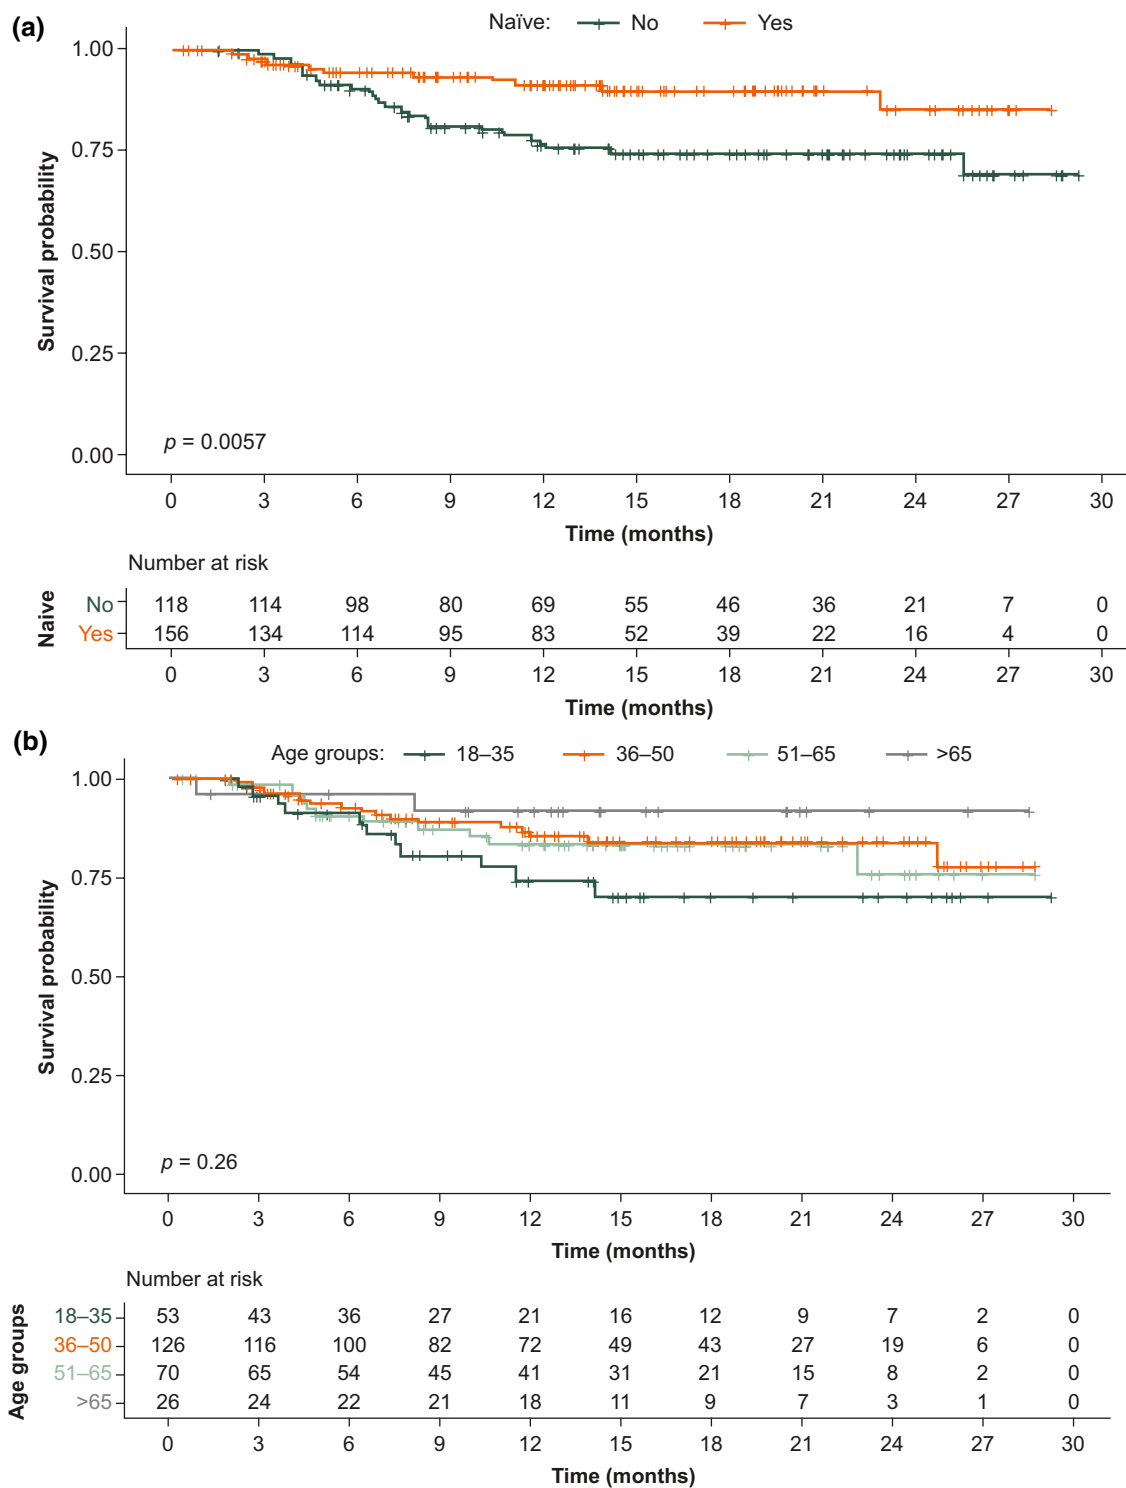 (a)
Naïve: No Yes
1.00
0.75
0.50
0.25
0.00
Survival probability
p = 0.0057
0 3 6 9 12 15 18 21 24 27 30
Time (months)
Number at risk
Naive
No 118 114 98 80 69 55 46 36 21 7 0
Yes 156 134 114 95 83 52 39 22 16 4 0
0 3 6 9 12 15 18 21 24 27 30
Time (months)
(b)
Age groups: 18–35 36–50 51–65 >65
1.00
0.75
0.50
0.25
0.00
Survival probability
p = 0.26
0 3 6 9 12 15 18 21 24 27 30
Time (months)
Number at risk
Age groups
18–35 53 43 36 27 21 16 12 9 7 2 0
36–50 126 116 100 82 72 49 43 27 19 6 0
51–65 70 65 54 45 41 31 21 15 8 2 0
>65 26 24 22 21 18 11 9 7 3 1 0
0 3 6 9 12 15 18 21 24 27 30
Time (months)